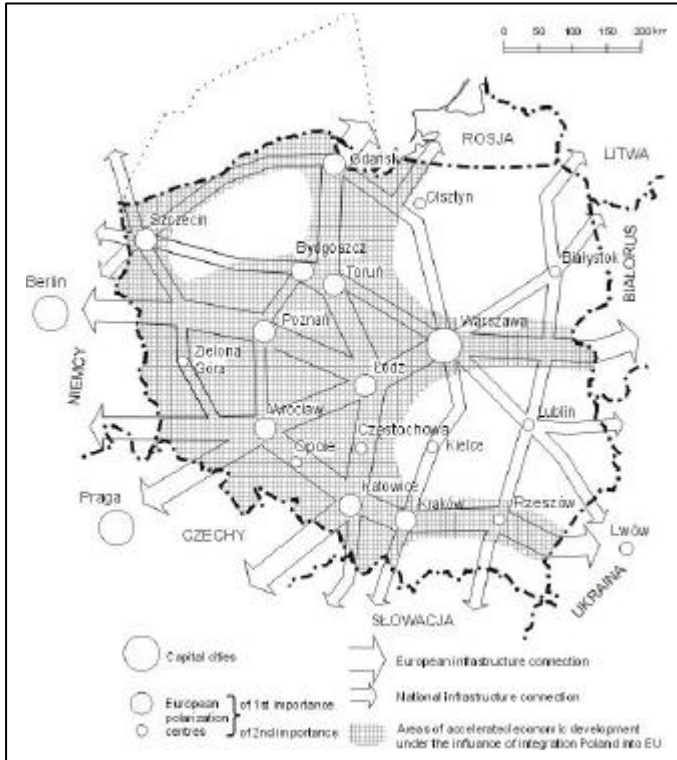 0 50 100 150 200 km
ROSJA
LITWA
Gdańsk
Olsztyn
Szczecin
BIAŁORUŚ
Bydgoszcz
Białystok
Toruń
Berlin
Warszawa
Poznań
Zielona
Góra
Łódź
NIEMCY
Wrocław
Lublin
Częstochowa
Opole
Kielce
Praga
Katowice
Kraków
Rzeszów
CZECHY
Lwów
UKRAINA
SŁOWACJA
Capital cities
European infrastructure connection
European
polarization
centres
of 1st importance
of 2nd importance
National infrastructure connection
Areas of accelerated economic development
under the influance of integration Poland into EU